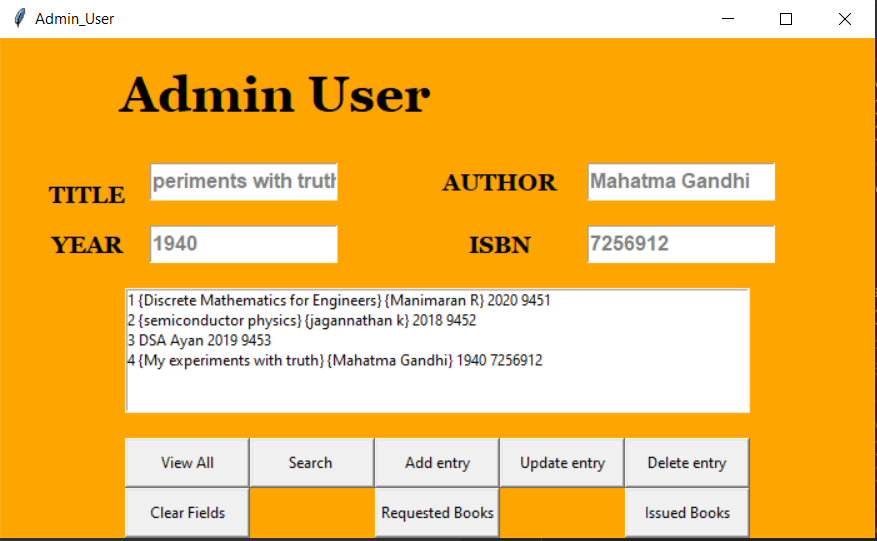 Admin_User
Admin User
TITLE periments with truth AUTHOR Mahatma Gandhi
YEAR 1940 ISBN 7256912
1 {Discrete Mathematics for Engineers} {Manimaran R} 2020 9451
2 {semiconductor physics} {jagannathan k} 2018 9452
3 DSA Ayan 2019 9453
4 {My experiments with truth} {Mahatma Gandhi} 1940 7256912
View All Search Add entry Update entry Delete entry
Clear Fields Requested Books Issued Books